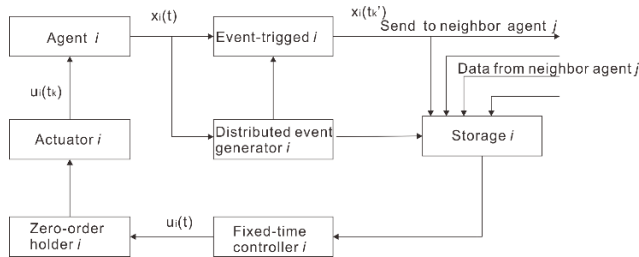 xi(t)
xi(tk')
Send to neighbor agent j
Agent i
Event-trigged i
Data from neighbor agent j
ui(tk)
Actuator i
Distributed event
generator i
Storage i
Zero-order
holder i
ui(t)
Fixed-time
controller i